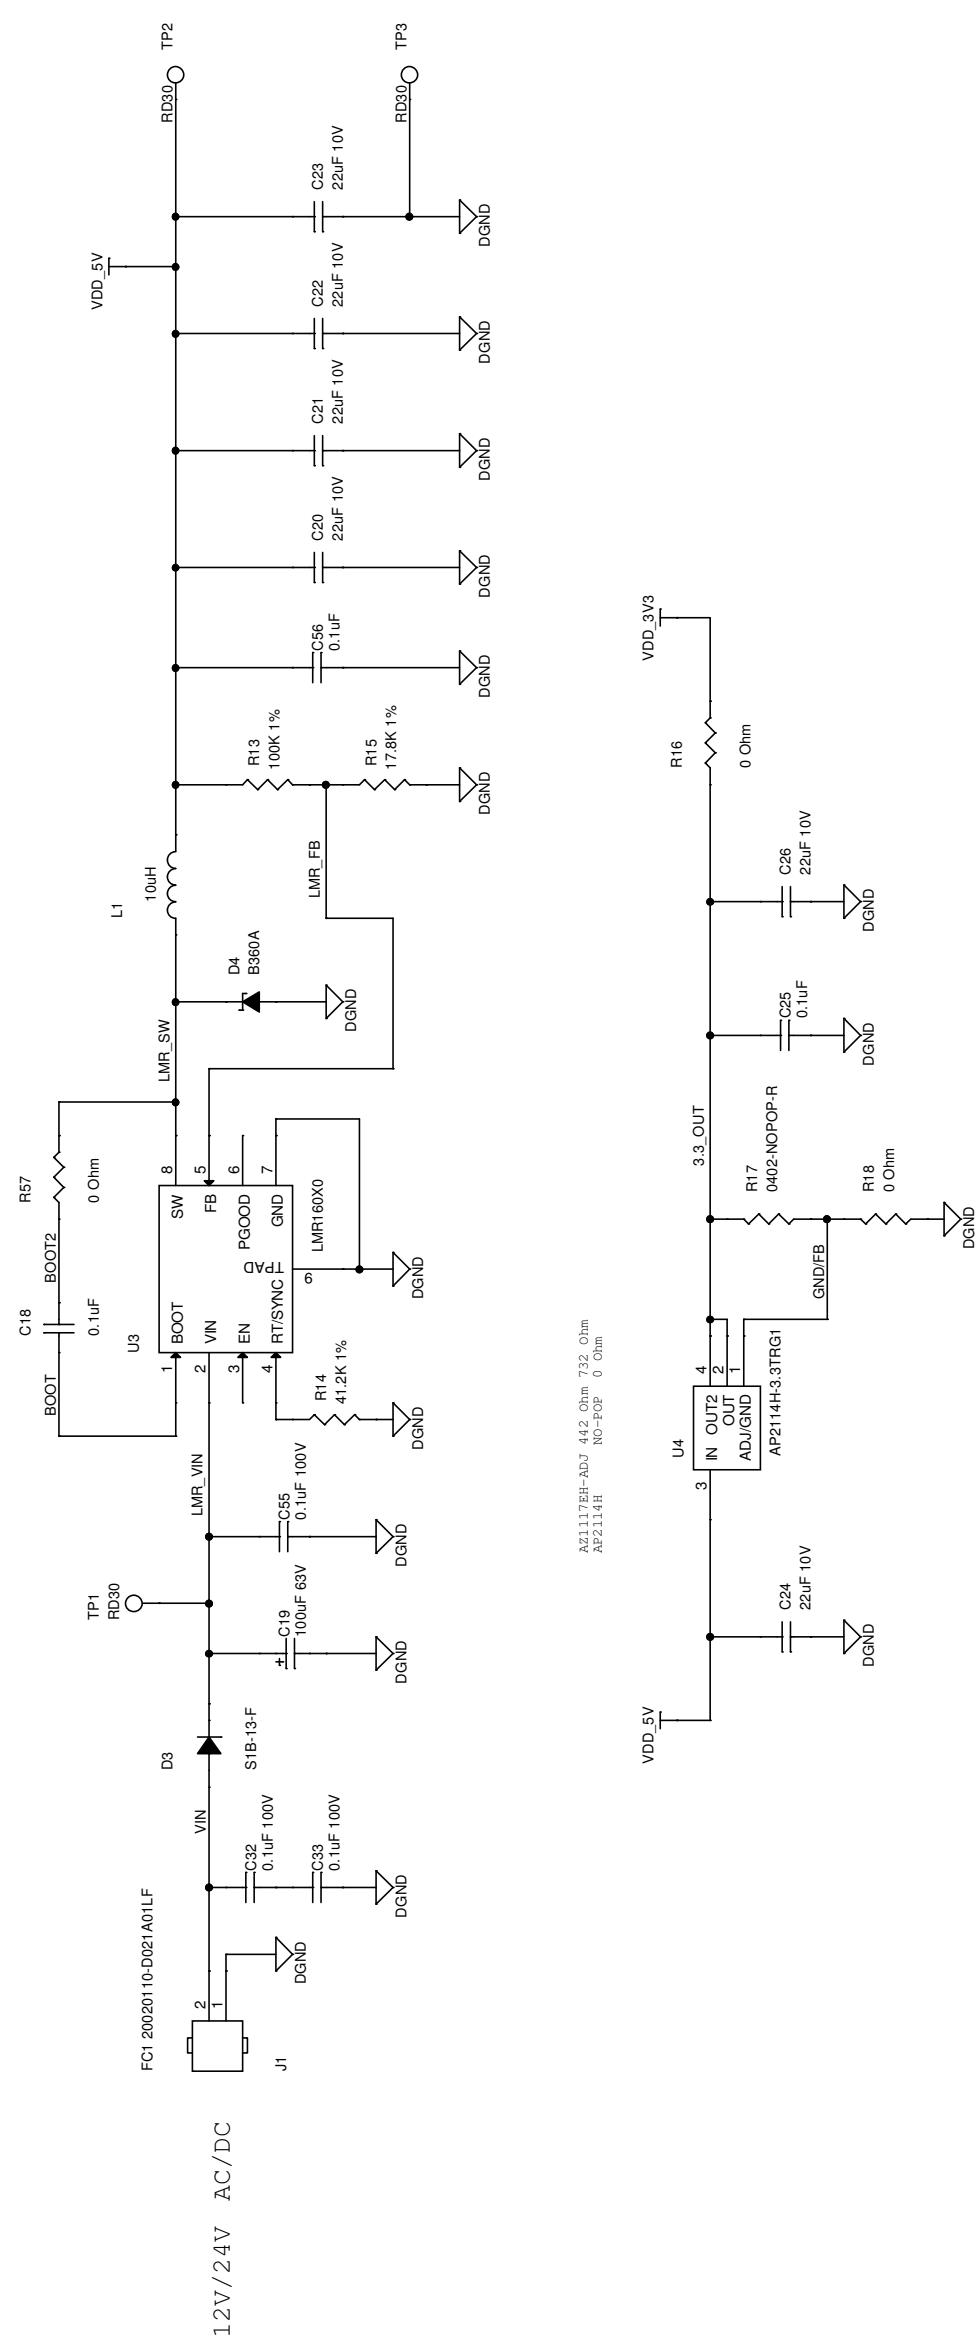 12V/24V AC/DC
FC1 20020110-D021A01LF
J1
2
1
DGND
VIN
C32
0.1uF 100V
C33
0.1uF 100V
DGND
D3
S1B-13-F
TP1
RD30
+
C19
100uF 63V
DGND
C55
0.1uF 100V
DGND
LMR_VIN
BOOT
C18
0.1uF
BOOT2
R57
0 Ohm
U3
1
2
3
4
BOOT
VIN
EN
RT/SYNC
TPAD
9
SW
FB
PGOOD
GND
8
5
6
7
LMR160X0
R14
41.2K 1%
DGND
DGND
LMR_SW
D4
B360A
DGND
L1
10uH
LMR_FB
R13
100K 1%
R15
17.8K 1%
DGND
C56
0.1uF
DGND
C20
22uF 10V
DGND
C21
22uF 10V
DGND
C22
22uF 10V
DGND
VDD_5V
C23
22uF 10V
DGND
RD30
TP2
RD30
TP3
AZ1117EH-ADJ 442 Ohm 732 Ohm
AP2114H NO-POP 0 Ohm
VDD_5V
C24
22uF 10V
DGND
U4
3
IN
OUT2
OUT
ADJ/GND
4
2
1
AP2114H-3.3TRG1
GND/FB
3.3_OUT
R17
0402-NOPOP-R
R18
0 Ohm
DGND
C25
0.1uF
DGND
C26
22uF 10V
DGND
R16
0 Ohm
VDD_3V3